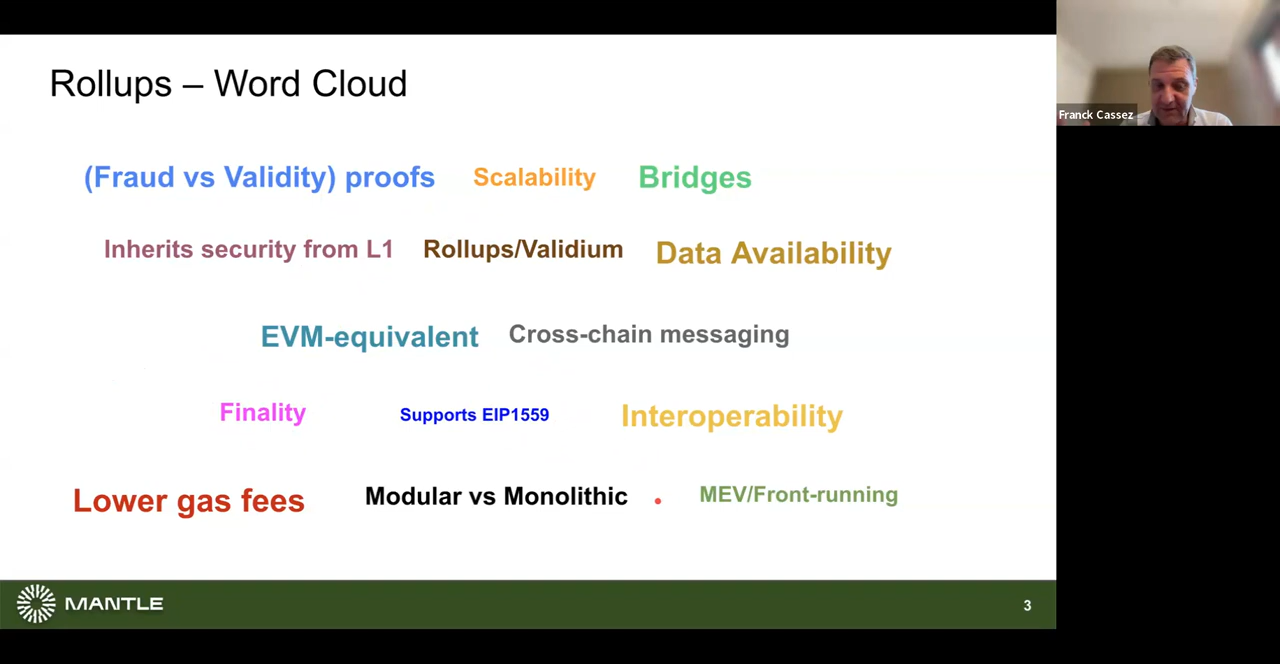 Rollups – Word Cloud
Franck Cassez
(Fraud vs Validity) proofs Scalability Bridges
Inherits security from L1 Rollups/Validium Data Availability
EVM-equivalent Cross-chain messaging
Finality Supports EIP1559 Interoperability
Lower gas fees Modular vs Monolithic MEV/Front-running
MANTLE 3